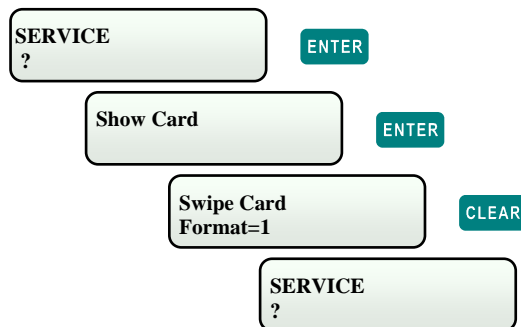 SERVICE
?
ENTER
Show Card
ENTER
Swipe Card
Format=1
CLEAR
SERVICE
?